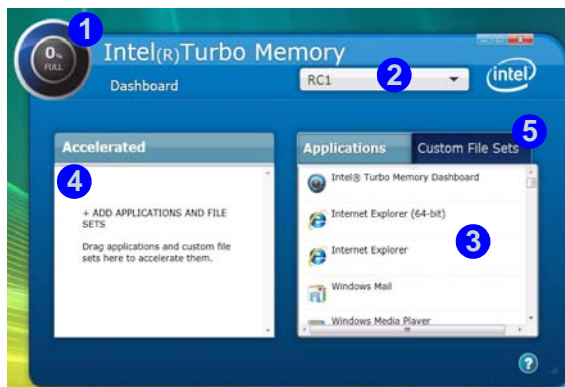 1
0%
FULL
Intel(R)Turbo Memory
Dashboard
RC1
2
intel
5
Accelerated
Applications
Custom File Sets
4
+ ADD APPLICATIONS AND FILE
SETS
Drag applications and custom file
sets here to accelerate them.
Intel® Turbo Memory Dashboard
Internet Explorer (64-bit)
3
Internet Explorer
Windows Mail
Windows Media Player
?